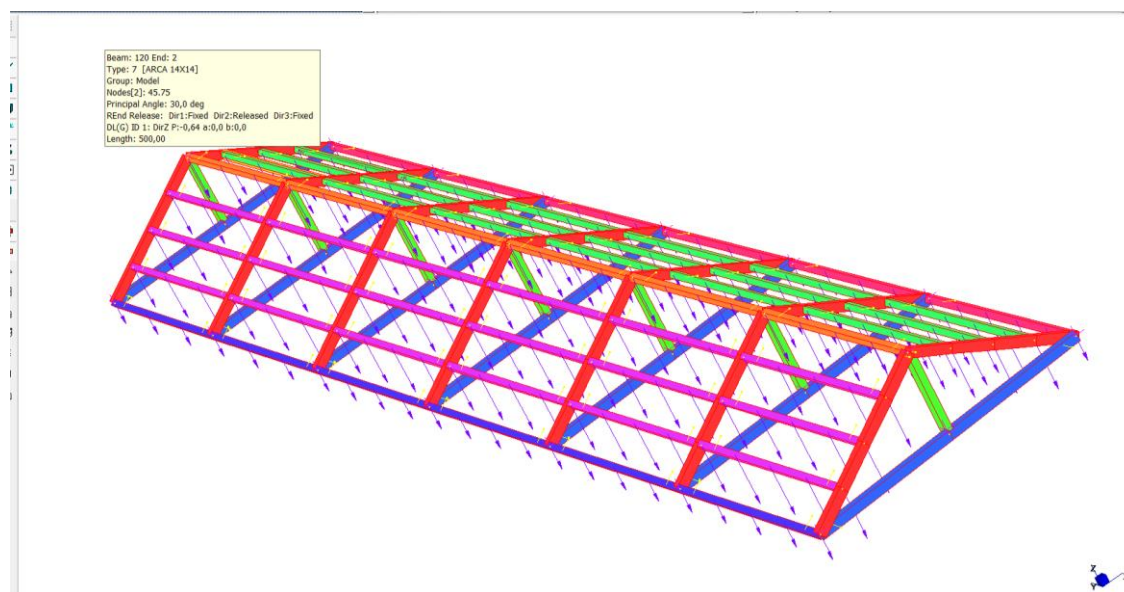 Beam: 120 End: 2
Type: 7 [ARCA 14X14]
Group: Model
Nodes[2]: 45.75
Principal Angle: 30,0 deg
REnd Release: Dir1:Fixed Dir2:Released Dir3:Fixed
DL(G) ID 1: DirZ P:-0,64 a:0,0 b:0,0
Length: 500,00
Z
Y